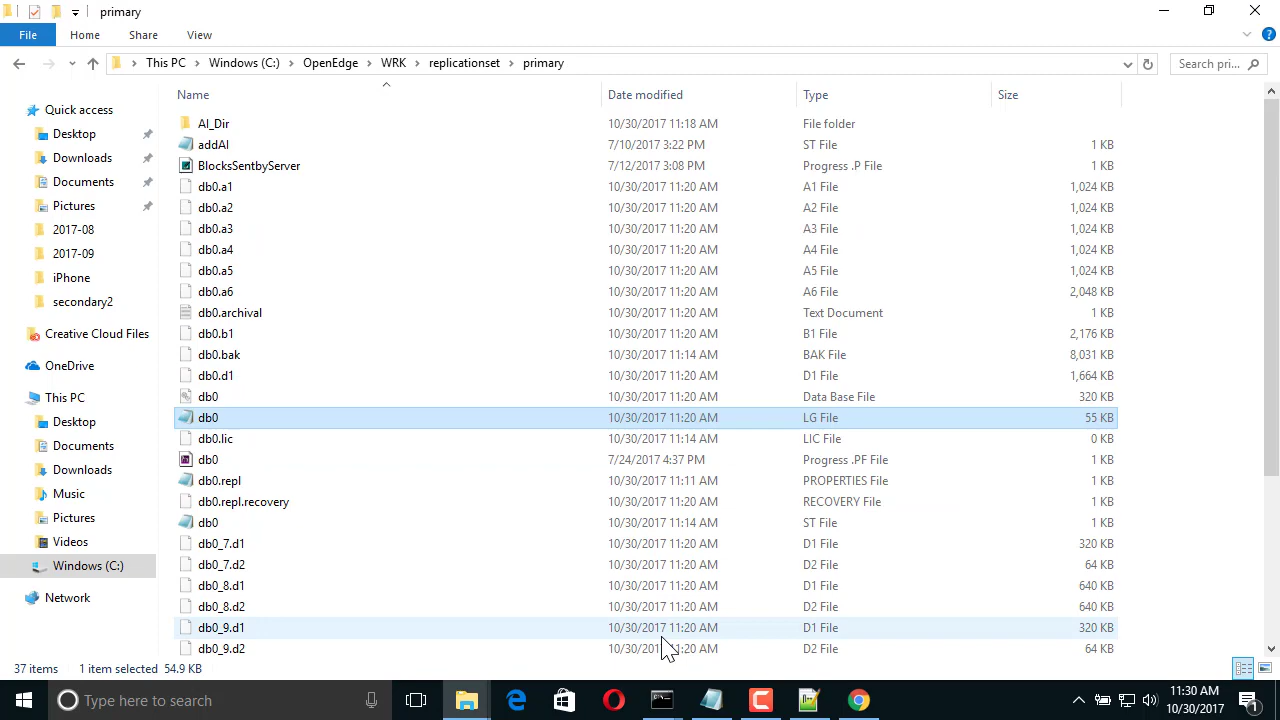 primary
File Home Share View
This PC Windows (C:) OpenEdge WRK replicationset primary Search pri...
Quick access
Desktop
Downloads
Documents
Pictures
2017-08
2017-09
iPhone
secondary2
Creative Cloud Files
OneDrive
This PC
Desktop
Documents
Downloads
Music
Pictures
Videos
Windows (C:)
Network
Name Date modified Type Size
AI_Dir 10/30/2017 11:18 AM File folder
addAI 7/10/2017 3:22 PM ST File 1 KB
BlocksSentbyServer 7/12/2017 3:08 PM Progress .P File 1 KB
db0.a1 10/30/2017 11:20 AM A1 File 1,024 KB
db0.a2 10/30/2017 11:20 AM A2 File 1,024 KB
db0.a3 10/30/2017 11:20 AM A3 File 1,024 KB
db0.a4 10/30/2017 11:20 AM A4 File 1,024 KB
db0.a5 10/30/2017 11:20 AM A5 File 1,024 KB
db0.a6 10/30/2017 11:20 AM A6 File 2,048 KB
db0.archival 10/30/2017 11:20 AM Text Document 1 KB
db0.b1 10/30/2017 11:20 AM B1 File 2,176 KB
db0.bak 10/30/2017 11:14 AM BAK File 8,031 KB
db0.d1 10/30/2017 11:20 AM D1 File 1,664 KB
db0 10/30/2017 11:20 AM Data Base File 320 KB
db0 10/30/2017 11:20 AM LG File 55 KB
db0.lic 10/30/2017 11:14 AM LIC File 0 KB
db0 7/24/2017 4:37 PM Progress .PF File 1 KB
db0.repl 10/30/2017 11:11 AM PROPERTIES File 1 KB
db0.repl.recovery 10/30/2017 11:20 AM RECOVERY File 1 KB
db0 10/30/2017 11:14 AM ST File 1 KB
db0_7.d1 10/30/2017 11:20 AM D1 File 320 KB
db0_7.d2 10/30/2017 11:20 AM D2 File 64 KB
db0_8.d1 10/30/2017 11:20 AM D1 File 640 KB
db0_8.d2 10/30/2017 11:20 AM D2 File 640 KB
db0_9.d1 10/30/2017 11:20 AM D1 File 320 KB
db0_9.d2 10/30/2017 11:20 AM D2 File 64 KB
37 items 1 item selected 54.9 KB
Type here to search
11:30 AM
10/30/2017
1